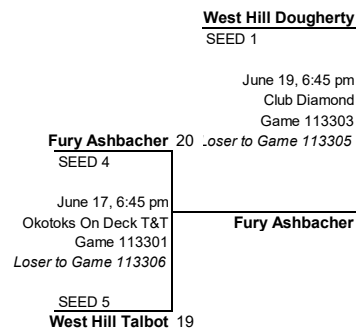 West Hill Dougherty
SEED 1
June 19, 6:45 pm
Club Diamond
Game 113303
Fury Ashbacher 20 Loser to Game 113305
SEED 4
June 17, 6:45 pm
Okotoks On Deck T&T
Fury Ashbacher
Game 113301
Loser to Game 113306
SEED 5
West Hill Talbot 19